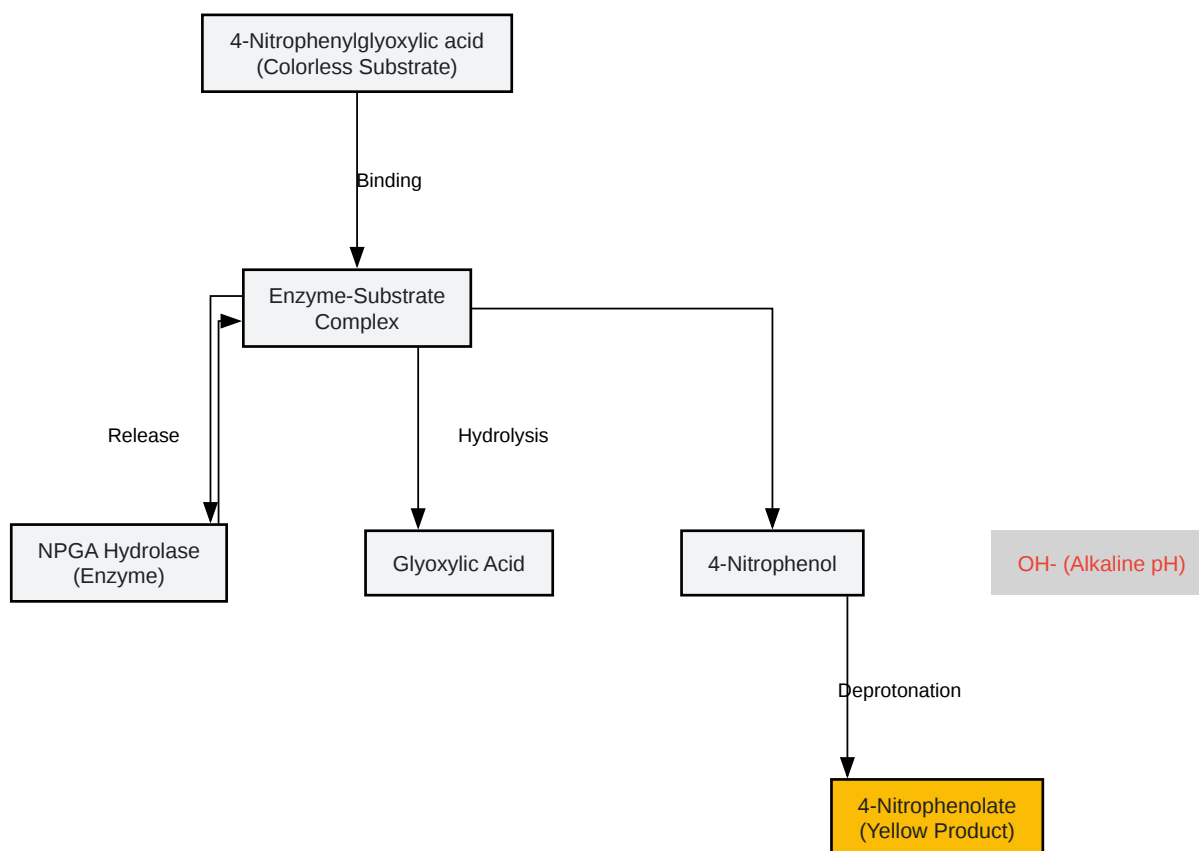 4-Nitrophenylglyoxylic acid
(Colorless Substrate)
Binding
Enzyme-Substrate
Complex
Release
Hydrolysis
NPGA Hydrolase
(Enzyme)
Glyoxylic Acid
4-Nitrophenol
OH- (Alkaline pH)
Deprotonation
4-Nitrophenolate
(Yellow Product)